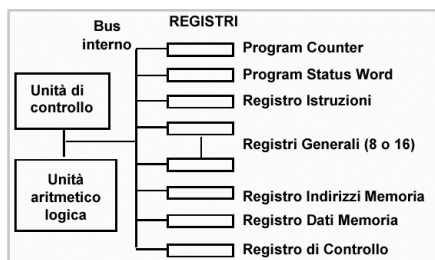 Bus
interno
REGISTRI
Program Counter
Program Status Word
Registro Istruzioni
Registri Generali (8 o 16)
Registro Indirizzi Memoria
Registro Dati Memoria
Registro di Controllo
Unità di
controllo
Unità
aritmetico
logica